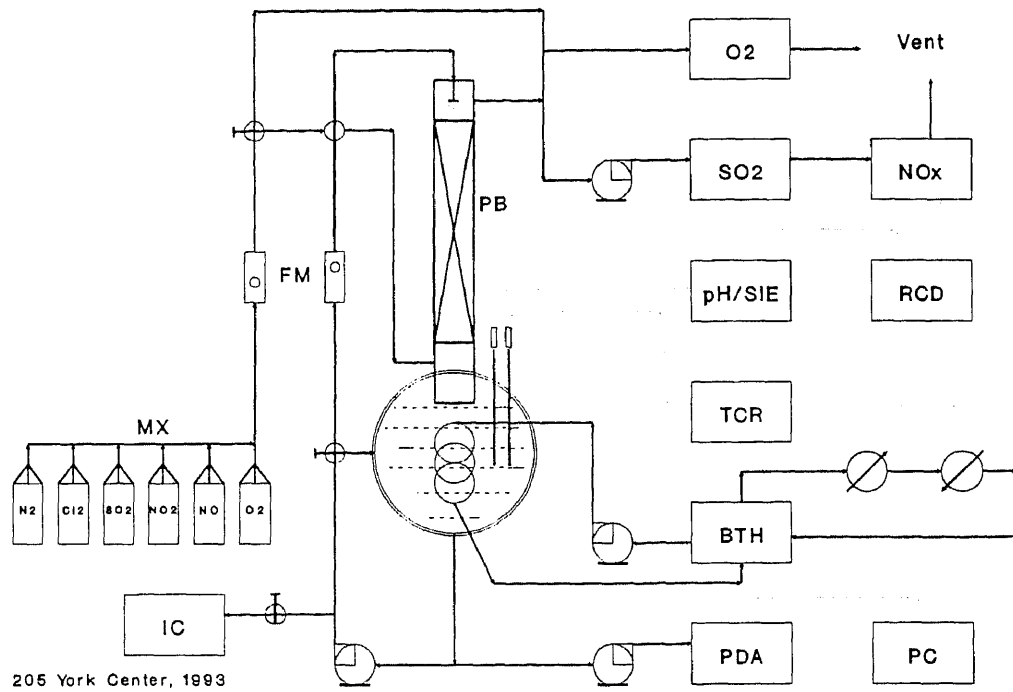 O2
Vent
SO2
NOx
PB
FM
pH/SIE
RCD
MX
TCR
N2
Cl2
SO2
NO2
NO
O2
BTH
IC
PDA
PC
205 York Center, 1993